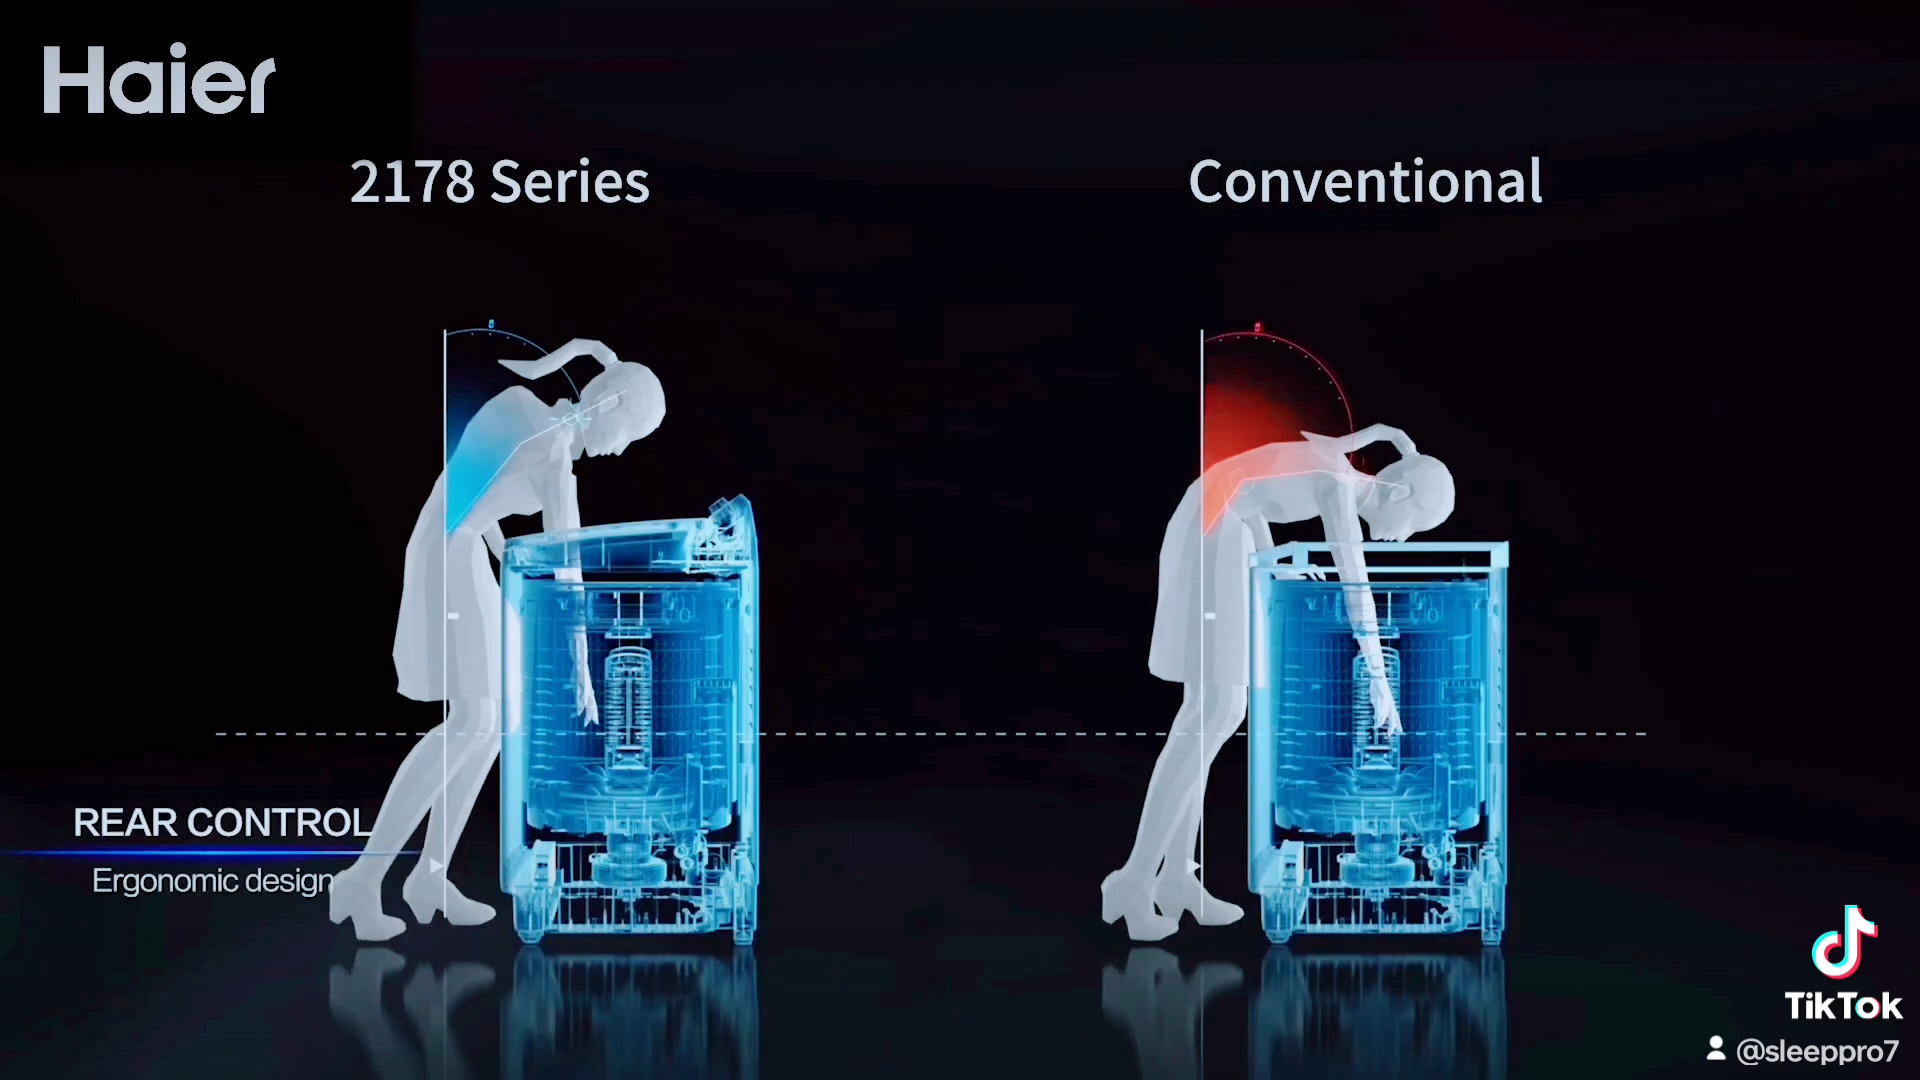 Haier
2178 Series
Conventional
REAR CONTROL
Ergonomic design
TikTok
@sleeppro7